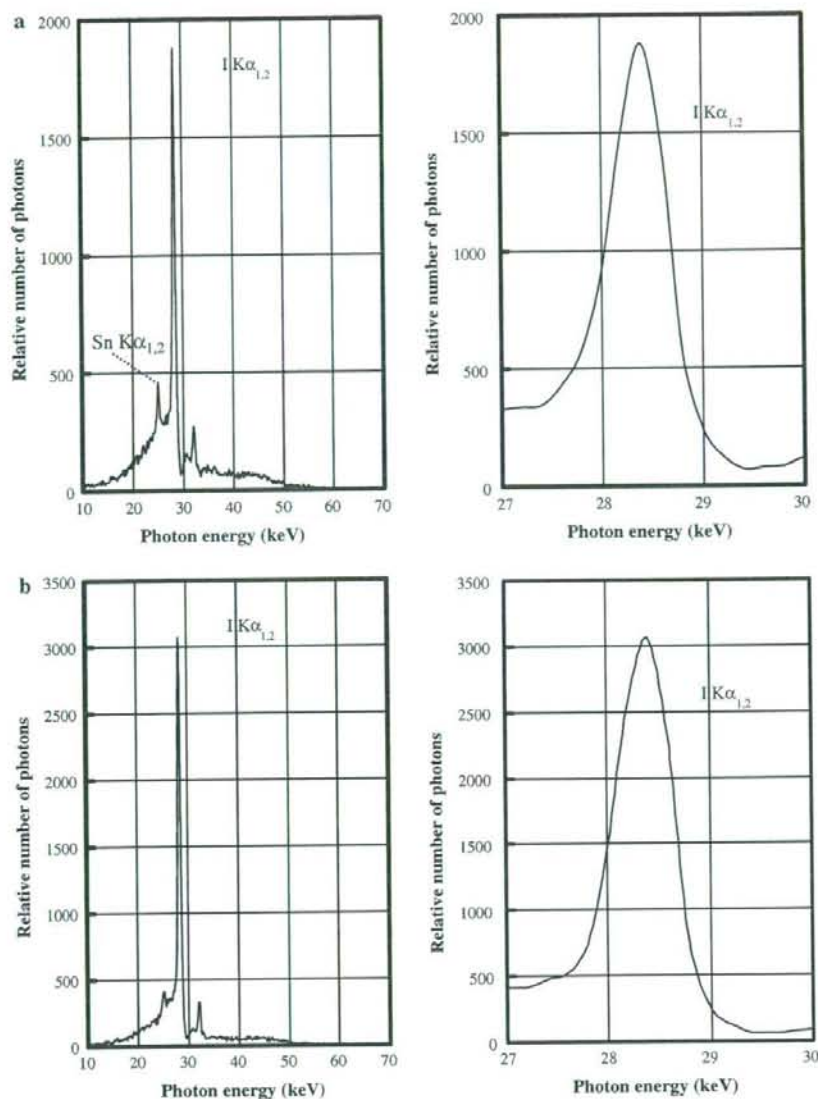 a
2000
1500
1000
500
0
Relative number of photons
I Kα1,2
Sn Kα1,2
10 20 30 40 50 60 70
Photon energy (keV)
2000
1500
1000
500
0
Relative number of photons
I Kα1,2
27 28 29 30
Photon energy (keV)
b
3500
3000
2500
2000
1500
1000
500
0
Relative number of photons
I Kα1,2
10 20 30 40 50 60 70
Photon energy (keV)
3500
3000
2500
2000
1500
1000
500
0
Relative number of photons
I Kα1,2
27 28 29 30
Photon energy (keV)